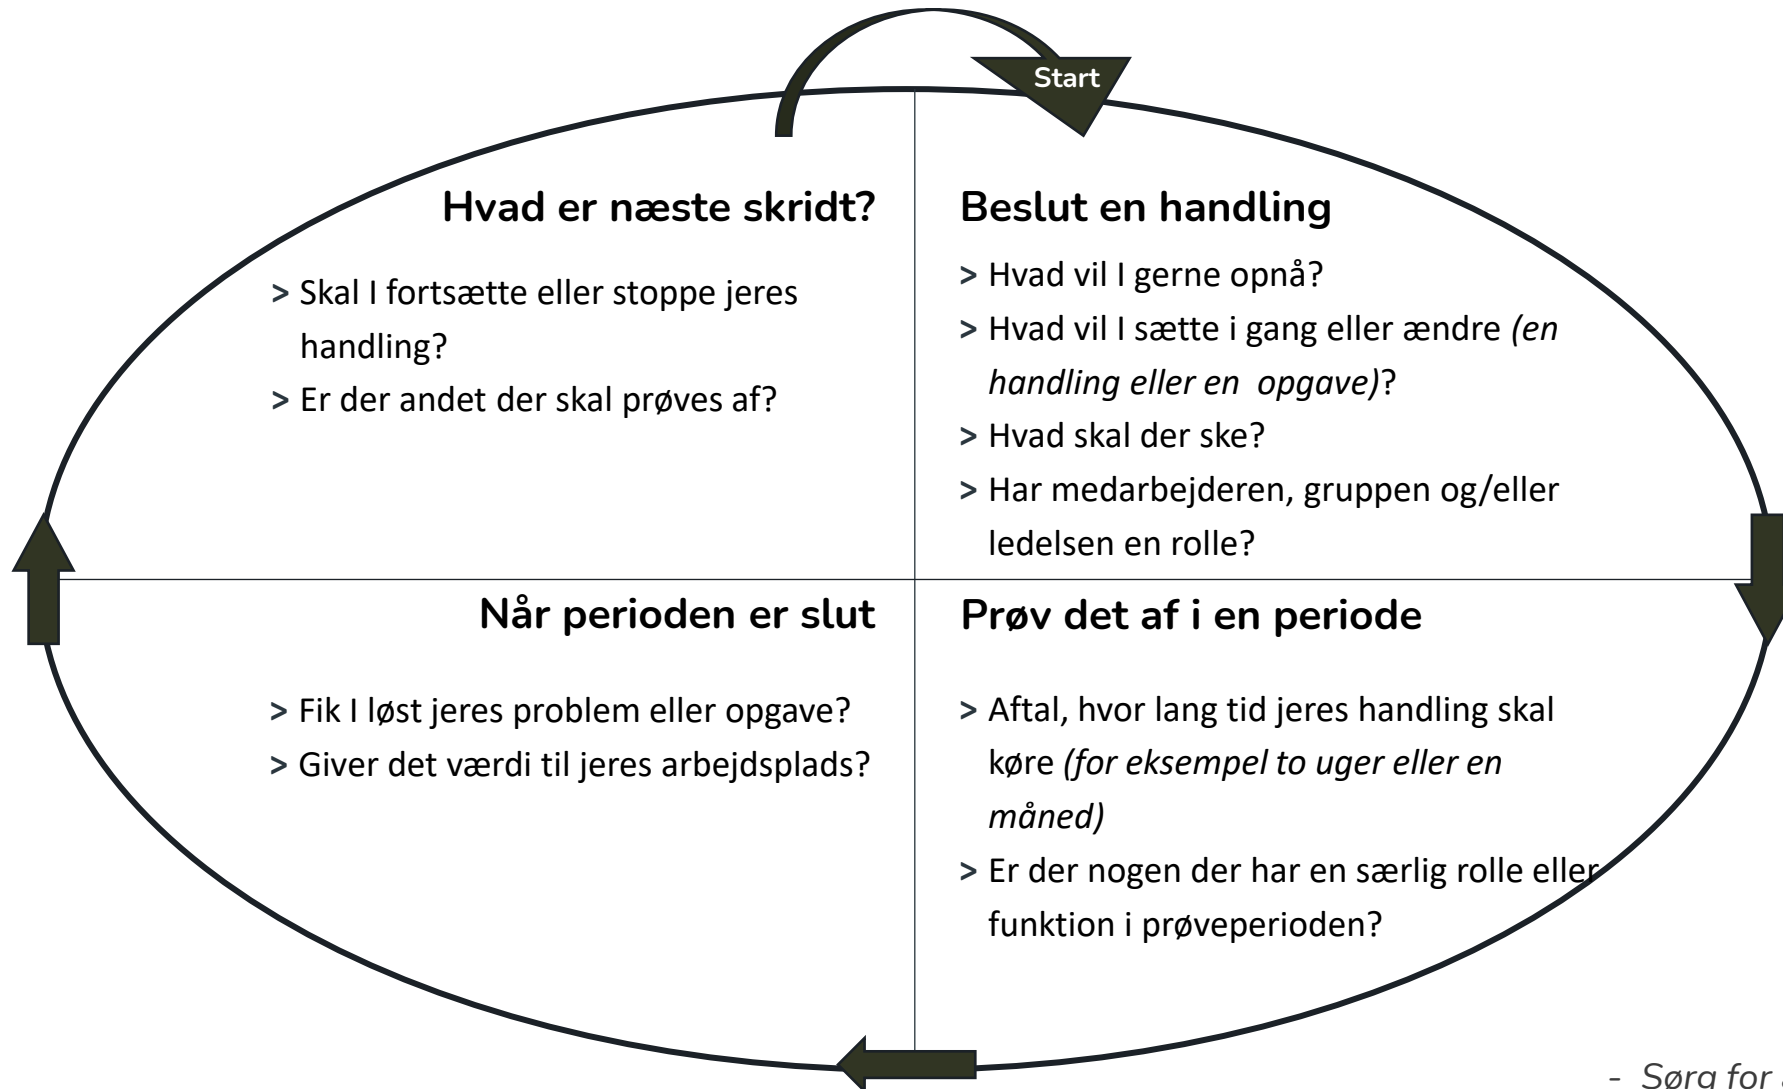 Start
Beslut en handling
> Hvad vil I gerne opnå?
> Hvad vil I sætte i gang eller ændre (en
handling eller en  opgave)?
> Hvad skal der ske?
> Har medarbejderen, gruppen og/eller
ledelsen en rolle?
Prøv det af i en periode
> Aftal, hvor lang tid jeres handling skal
køre (for eksempel to uger eller en
måned)
> Er der nogen der har en særlig rolle eller
funktion i prøveperioden?
Når perioden er slut
> Fik I løst jeres problem eller opgave?
> Giver det værdi til jeres arbejdsplads?
Hvad er næste skridt?
> Skal I fortsætte eller stoppe jeres
handling?
> Er der andet der skal prøves af?
- Sørg for